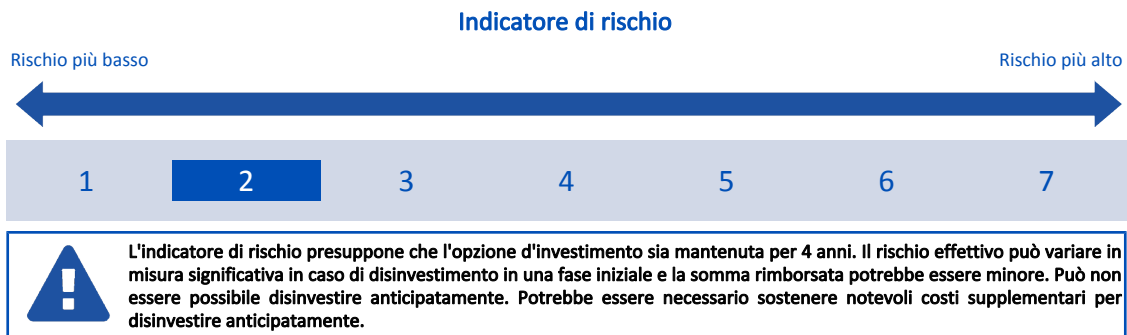 Indicatore di rischio
Rischio più basso
Rischio più alto
1 2 3 4 5 6 7
L'indicatore di rischio presuppone che l'opzione d'investimento sia mantenuta per 4 anni. Il rischio effettivo può variare in
misura significativa in caso di disinvestimento in una fase iniziale e la somma rimborsata potrebbe essere minore. Può non
essere possibile disinvestire anticipatamente. Potrebbe essere necessario sostenere notevoli costi supplementari per
disinvestire anticipatamente.